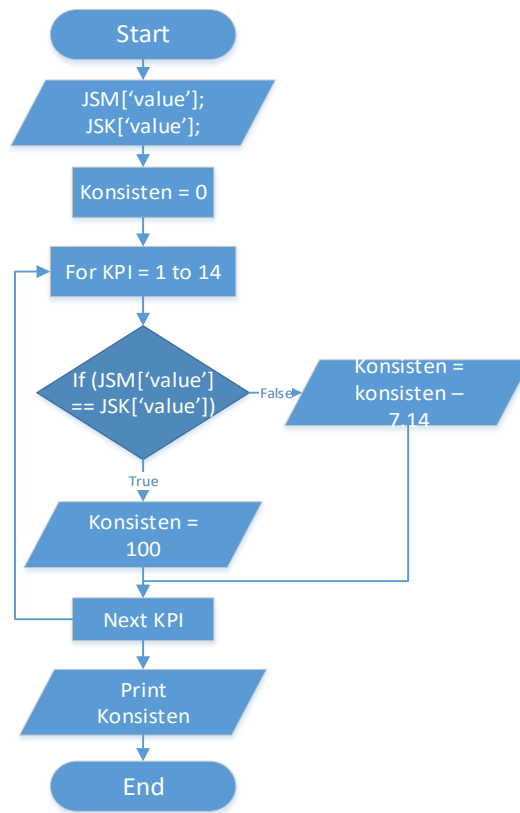 Start
JSM[‘value’];
JSK[‘value’];
Konsisten = 0
For KPI = 1 to 14
If (JSM[‘value’]
== JSK[‘value’])
False
Konsisten =
konsisten –
7.14
True
Konsisten =
100
Next KPI
Print
Konsisten
End